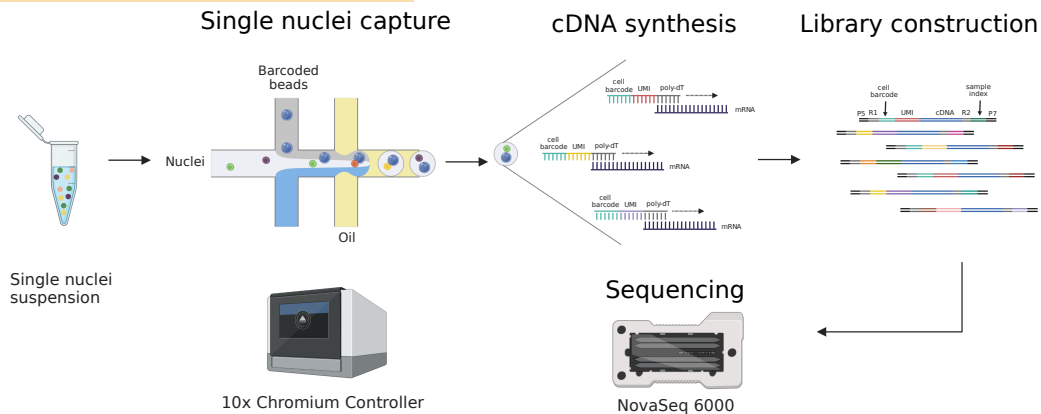 Single nuclei capture
cDNA synthesis
Library construction
Barcoded
beads
Nuclei
Oil
Single nuclei
suspension
10x Chromium Controller
cell
barcode UMI poly-dT
mRNA
cell
barcode UMI poly-dT
mRNA
cell
barcode UMI poly-dT
mRNA
cell
barcode
sample
index
P5 R1 UMI cDNA R2 P7
Sequencing
NovaSeq 6000